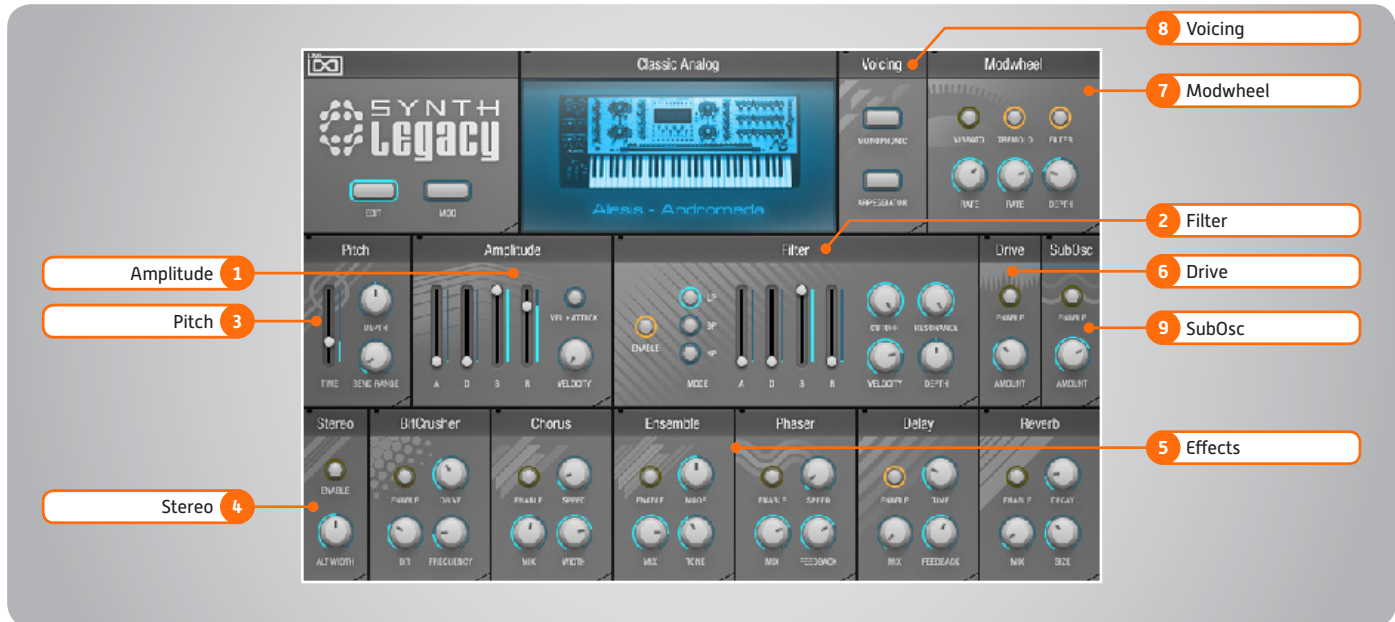 8 Voicing
UVI
Classic Analog
Voicing
Modwheel
7 Modwheel
SYNTH
Legacy
MONOPHONIC
VIBRATO TREMOLO FILTER
EDIT MOD
Alesis - Andromeda
ARPEGGIATOR
RATE RATE DEPTH
2 Filter
Pitch
Amplitude
Filter
Drive
SubOsc
Amplitude 1
6 Drive
Pitch 3
DEPTH
VEL > ATTACK
ENABLE
LP
BP
HP
CUTOFF RESONANCE
ENABLE
ENABLE
9 SubOsc
TIME BEND RANGE
A D S R VELOCITY
MODE A D S R VELOCITY DEPTH
AMOUNT
AMOUNT
Stereo
BitCrusher
Chorus
Ensemble
Phaser
Delay
Reverb
5 Effects
ENABLE
ENABLE DRIVE
ENABLE SPEED
ENABLE MODE
ENABLE SPEED
ENABLE TIME
ENABLE DECAY
Stereo 4
ALT WIDTH
BIT FREQUENCY
MIX WIDTH
MIX TONE
MIX FEEDBACK
MIX FEEDBACK
MIX SIZE